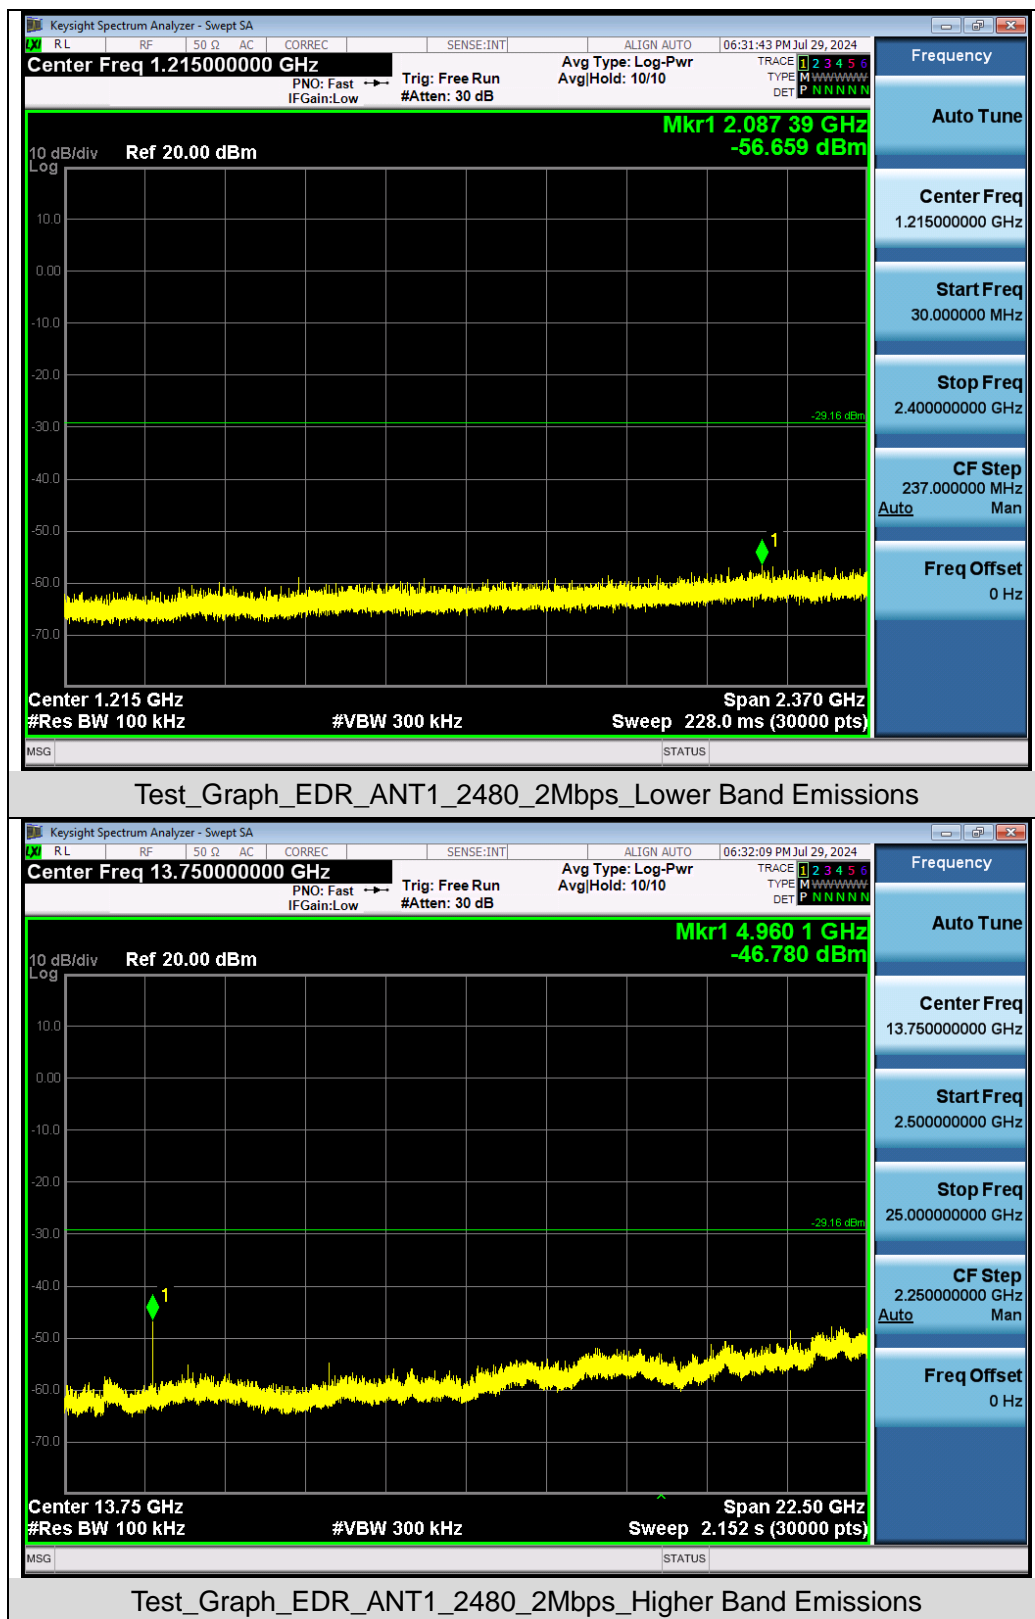 Keysight Spectrum Analyzer - Swept SA
LXI RL RF 50 Ω AC CORREC SENSE:INT ALIGN AUTO 06:31:43 PM Jul 29, 2024
Center Freq 1.215000000 GHz
PNO: Fast
IFGain:Low
Trig: Free Run
#Atten: 30 dB
Avg Type: Log-Pwr
Avg|Hold: 10/10
TRACE 1 2 3 4 5 6
TYPE M WWWWW
DET P N N N N N
Mkr1 2.087 39 GHz
-56.659 dBm
10 dB/div Ref 20.00 dBm
Log
10.0
0.00
-10.0
-20.0
-29.16 dBm
-30.0
-40.0
-50.0
1
-60.0
-70.0
Center 1.215 GHz Span 2.370 GHz
#Res BW 100 kHz #VBW 300 kHz Sweep 228.0 ms (30000 pts)
MSG STATUS
Frequency
Auto Tune
Center Freq
1.215000000 GHz
Start Freq
30.000000 MHz
Stop Freq
2.400000000 GHz
CF Step
237.000000 MHz
Auto Man
Freq Offset
0 Hz
Test_Graph_EDR_ANT1_2480_2Mbps_Lower Band Emissions
Keysight Spectrum Analyzer - Swept SA
LXI RL RF 50 Ω AC CORREC SENSE:INT ALIGN AUTO 06:32:09 PM Jul 29, 2024
Center Freq 13.750000000 GHz
PNO: Fast
IFGain:Low
Trig: Free Run
#Atten: 30 dB
Avg Type: Log-Pwr
Avg|Hold: 10/10
TRACE 1 2 3 4 5 6
TYPE M WWWWW
DET P N N N N N
Mkr1 4.960 1 GHz
-46.780 dBm
10 dB/div Ref 20.00 dBm
Log
10.0
0.00
-10.0
-20.0
-29.16 dBm
-30.0
-40.0
1
-50.0
-60.0
-70.0
Center 13.75 GHz Span 22.50 GHz
#Res BW 100 kHz #VBW 300 kHz Sweep 2.152 s (30000 pts)
MSG STATUS
Frequency
Auto Tune
Center Freq
13.750000000 GHz
Start Freq
2.500000000 GHz
Stop Freq
25.000000000 GHz
CF Step
2.250000000 GHz
Auto Man
Freq Offset
0 Hz
Test_Graph_EDR_ANT1_2480_2Mbps_Higher Band Emissions